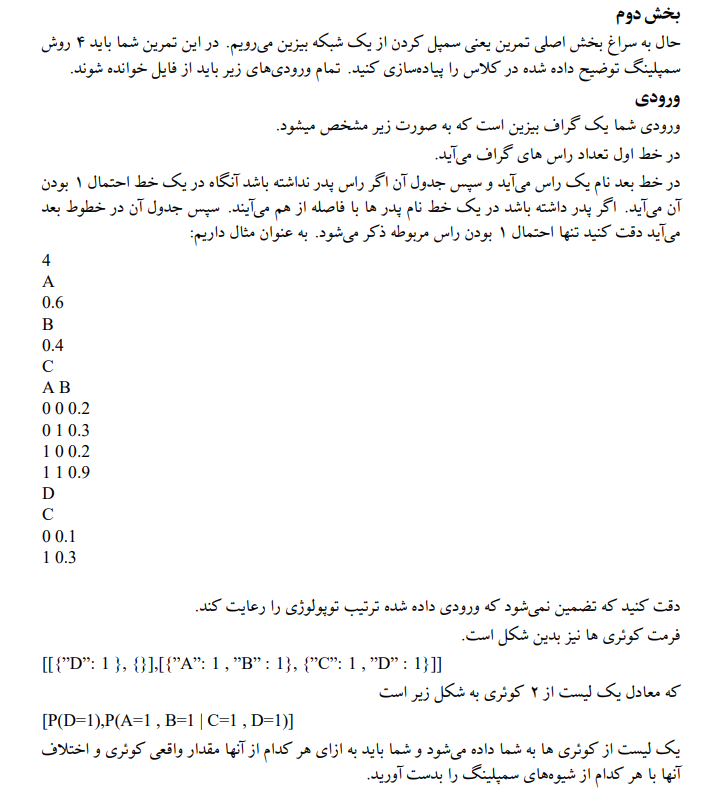 بخش دوم
حال به سراغ بخش اصلی تمرین یعنی سمپل کردن از یک شبکه بیزین می‌رویم. در این تمرین شما باید ۴ روش
سمپلینگ توضیح داده شده در کلاس را پیاده‌سازی کنید. تمام ورودی‌های زیر باید از فایل خوانده شوند.
ورودی
ورودی شما یک گراف بیزین است که به صورت زیر مشخص میشود.
در خط اول تعداد راس های گراف می‌آید.
در خط بعد نام یک راس می‌آید و سپس جدول آن اگر راس پدر نداشته باشد آنگاه در یک خط احتمال ۱ بودن
آن می‌آید. اگر پدر داشته باشد در یک خط نام پدر ها با فاصله از هم می‌آیند. سپس جدول آن در خطوط بعد
می‌آید دقت کنید تنها احتمال ۱ بودن راس مربوطه ذکر می‌شود. به عنوان مثال داریم:
4
A
0.6
B
0.4
C
A B
0 0 0.2
0 1 0.3
1 0 0.2
1 1 0.9
D
C
0 0.1
1 0.3
دقت کنید که تضمین نمی‌شود که ورودی داده شده ترتیب توپولوژی را رعایت کند.
فرمت کوئری ها نیز بدین شکل است.
[[{”D”: 1 }, {}],[{”A”: 1 , ”B” : 1}, {”C”: 1 , ”D” : 1}]]
که معادل یک لیست از ۲ کوئری به شکل زیر است
[P(D=1),P(A=1 , B=1 | C=1 , D=1)]
یک لیست از کوئری ها به شما داده می‌شود و شما باید به ازای هر کدام از آنها مقدار واقعی کوئری و اختلاف
آنها با هر کدام از شیوه‌های سمپلینگ را بدست آورید.